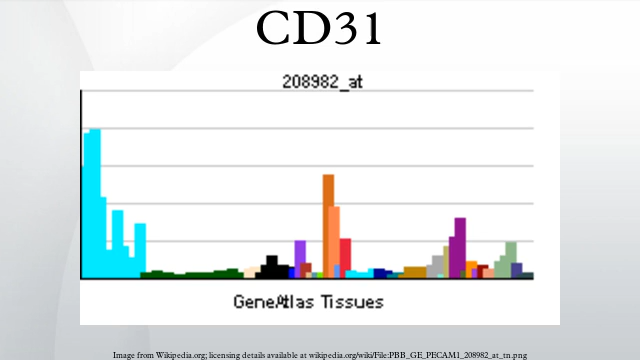 CD31
208982_at
GeneAtlas Tissues
Image from Wikipedia.org; licensing details available at wikipedia.org/wiki/File:PBB_GE_PECAM1_208982_at_tn.png